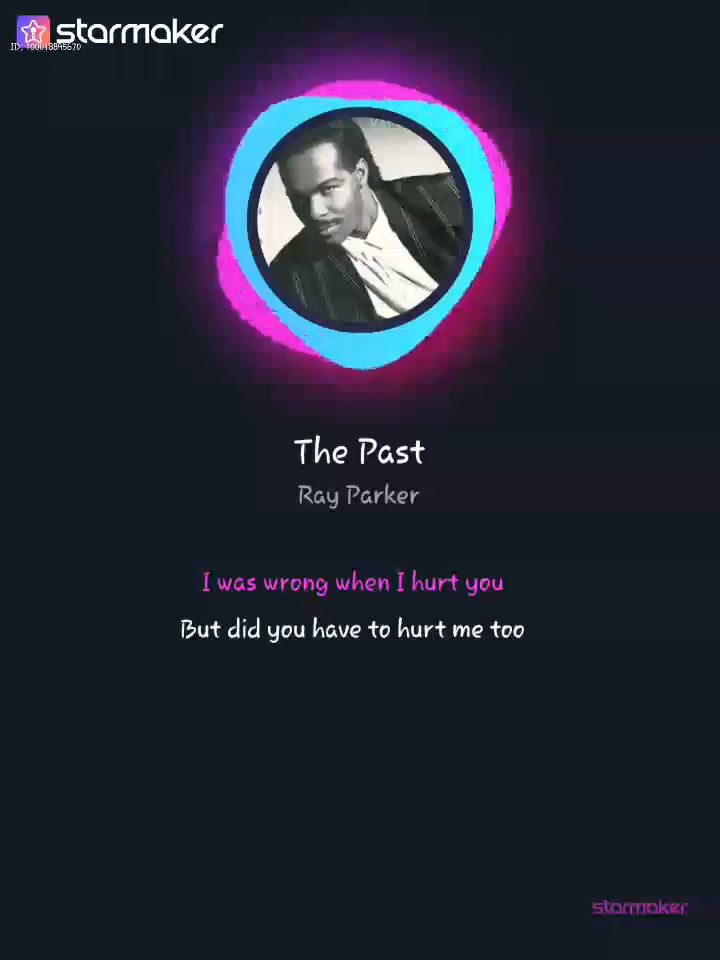 starmaker
The Past
Ray Parker
I was wrong when I hurt you
But did you have to hurt me too
starmaker